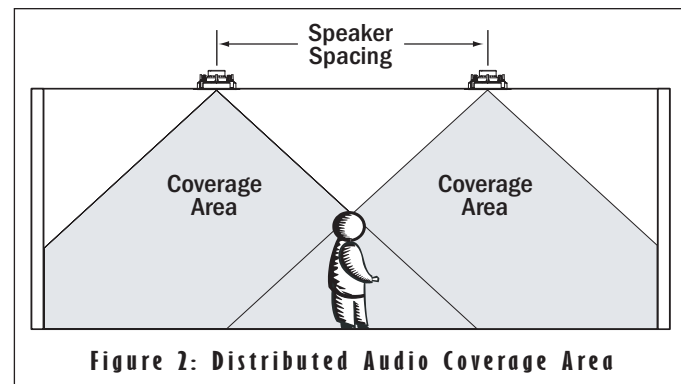 Speaker
Spacing
Coverage
Area
Coverage
Area
Figure 2: Distributed Audio Coverage Area